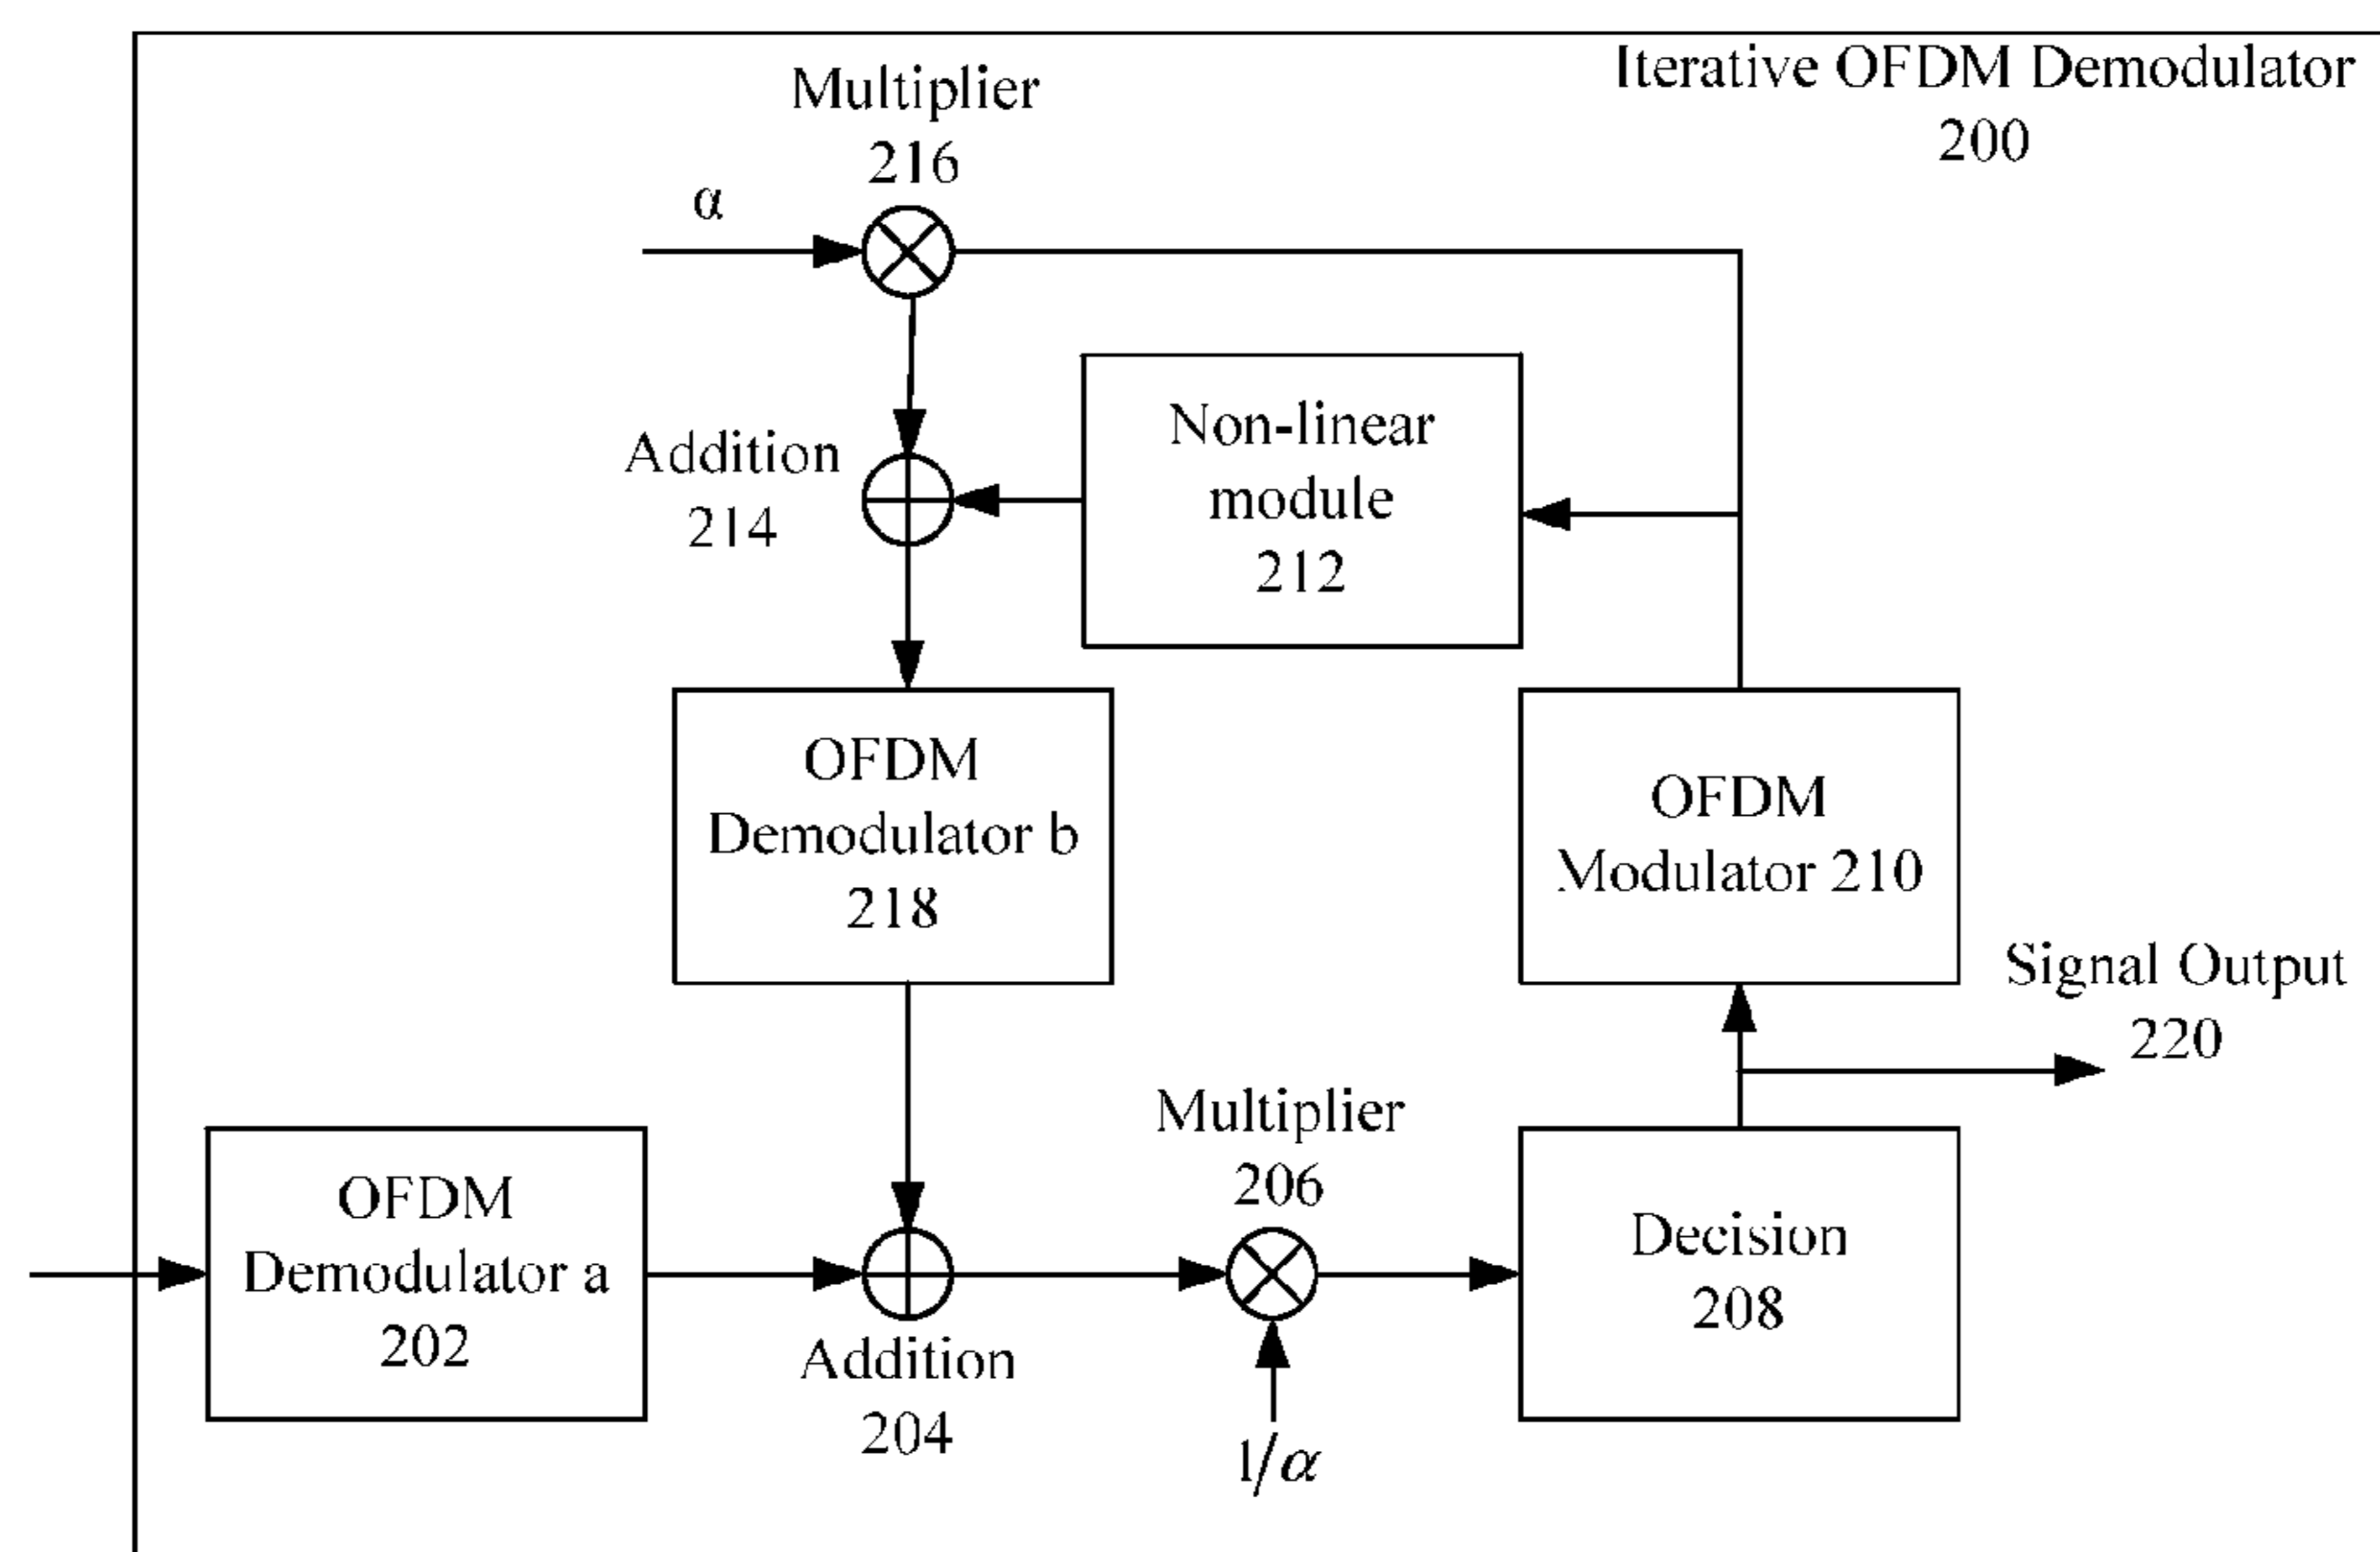 Iterative OFDM Demodulator
200
Multiplier
216
α
Non-linear
module
212
Addition
214
OFDM
Demodulator b
218
OFDM
Modulator 210
Signal Output
220
Multiplier
206
OFDM
Demodulator a
202
Decision
208
Addition
204
1/α